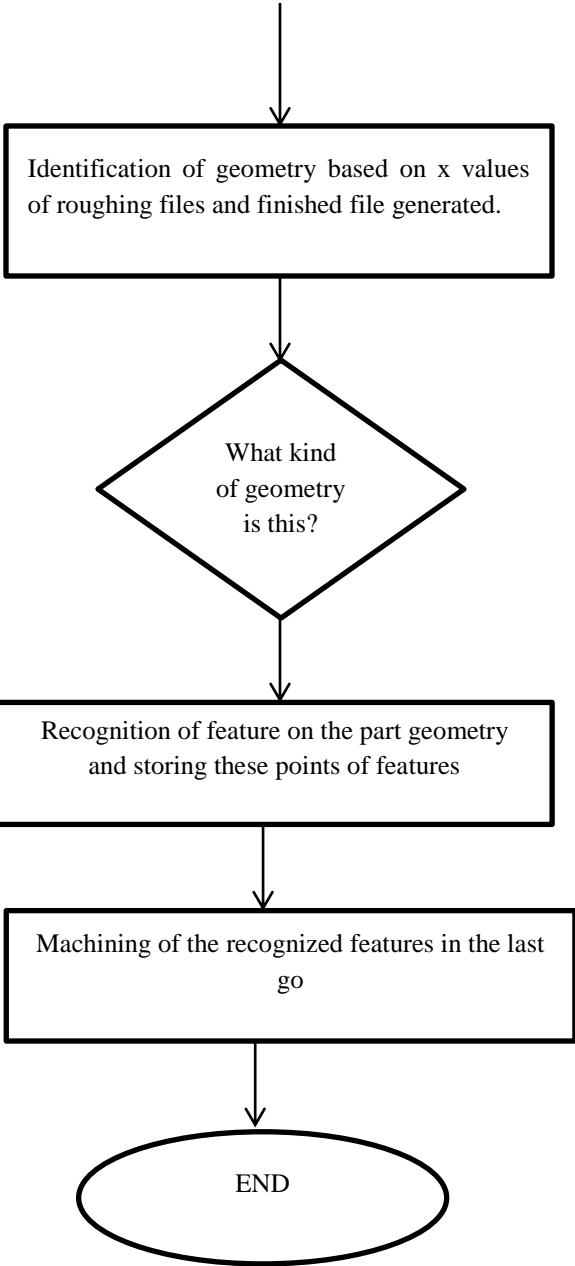 Identification of geometry based on x values
of roughing files and finished file generated.
What kind
of geometry
is this?
Recognition of feature on the part geometry
and storing these points of features
Machining of the recognized features in the last
go
END